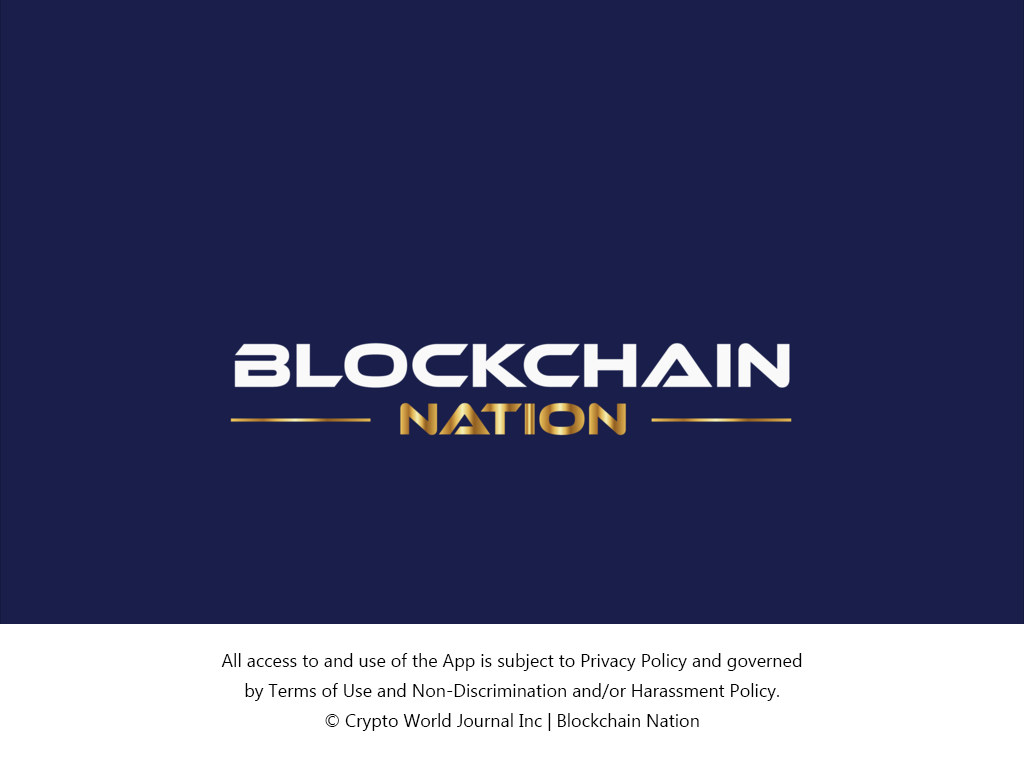 BLOCKCHAIN
NATION
All access to and use of the App is subject to Privacy Policy and governed
by Terms of Use and Non-Discrimination and/or Harassment Policy.
© Crypto World Journal Inc | Blockchain Nation